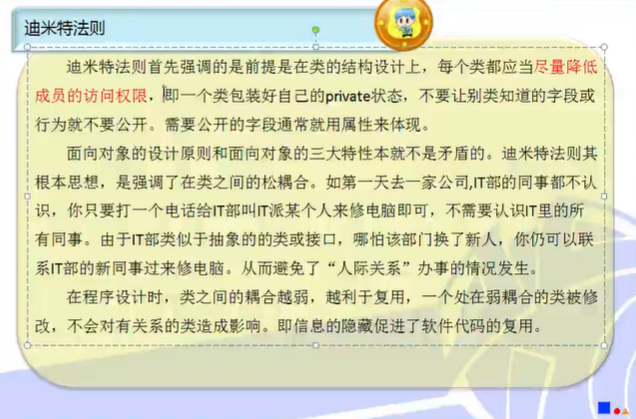 迪米特法则
迪米特法则首先强调的是前提是在类的结构设计上，每个类都应当尽量降低
成员的访问权限，即一个类包装好自己的private状态，不要让别类知道的字段或
行为就不要公开。需要公开的字段通常就用属性来体现。
面向对象的设计原则和面向对象的三大特性本就不是矛盾的。迪米特法则其
根本思想，是强调了在类之间的松耦合。如第一天去一家公司,IT部的同事都不认
识，你只要打一个电话给IT部叫IT派某个人来修电脑即可，不需要认识IT里的所
有同事。由于IT部类似于抽象的的类或接口，哪怕该部门换了新人，你仍可以联
系IT部的新同事过来修电脑。从而避免了“人际关系”办事的情况发生。
在程序设计时，类之间的耦合越弱，越利于复用，一个处在弱耦合的类被修
改，不会对有关系的类造成影响。即信息的隐藏促进了软件代码的复用。